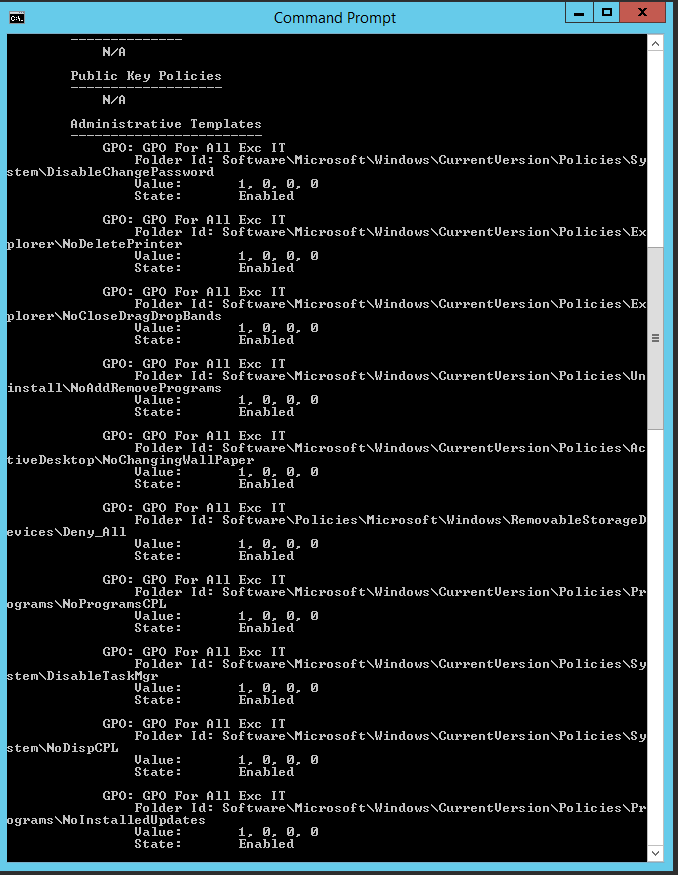 Command Prompt
N/A
Public Key Policies
-------------------
N/A
Administrative Templates
------------------------
GPO: GPO For All Exc IT
Folder Id: Software\Microsoft\Windows\CurrentVersion\Policies\Sy
stem\DisableChangePassword
Value: 1, 0, 0, 0
State: Enabled
GPO: GPO For All Exc IT
Folder Id: Software\Microsoft\Windows\CurrentVersion\Policies\Ex
plorer\NoDeletePrinter
Value: 1, 0, 0, 0
State: Enabled
GPO: GPO For All Exc IT
Folder Id: Software\Microsoft\Windows\CurrentVersion\Policies\Ex
plorer\NoCloseDragDropBands
Value: 1, 0, 0, 0
State: Enabled
GPO: GPO For All Exc IT
Folder Id: Software\Microsoft\Windows\CurrentVersion\Policies\Un
install\NoAddRemovePrograms
Value: 1, 0, 0, 0
State: Enabled
GPO: GPO For All Exc IT
Folder Id: Software\Microsoft\Windows\CurrentVersion\Policies\Ac
tiveDesktop\NoChangingWallPaper
Value: 1, 0, 0, 0
State: Enabled
GPO: GPO For All Exc IT
Folder Id: Software\Policies\Microsoft\Windows\RemovableStorageD
evices\Deny_All
Value: 1, 0, 0, 0
State: Enabled
GPO: GPO For All Exc IT
Folder Id: Software\Microsoft\Windows\CurrentVersion\Policies\Pr
ograms\NoProgramsCPL
Value: 1, 0, 0, 0
State: Enabled
GPO: GPO For All Exc IT
Folder Id: Software\Microsoft\Windows\CurrentVersion\Policies\Sy
stem\DisableTaskMgr
Value: 1, 0, 0, 0
State: Enabled
GPO: GPO For All Exc IT
Folder Id: Software\Microsoft\Windows\CurrentVersion\Policies\Sy
stem\NoDispCPL
Value: 1, 0, 0, 0
State: Enabled
GPO: GPO For All Exc IT
Folder Id: Software\Microsoft\Windows\CurrentVersion\Policies\Pr
ograms\NoInstalledUpdates
Value: 1, 0, 0, 0
State: Enabled